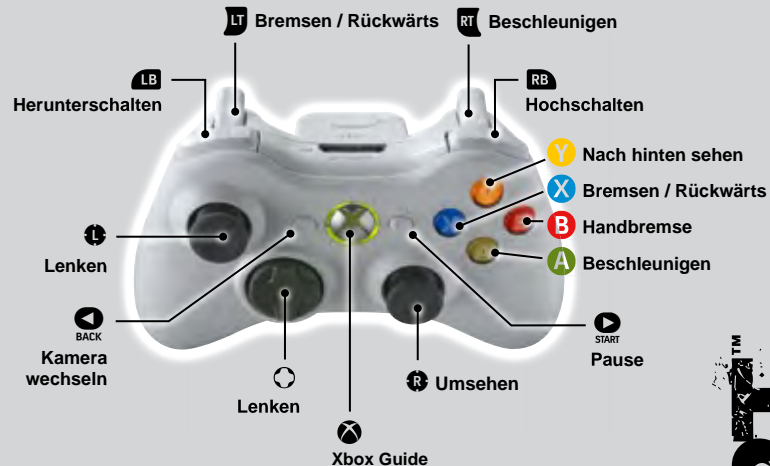 LT Bremsen / Rückwärts
RT Beschleunigen
LB
Herunterschalten
RB
Hochschalten
Y Nach hinten sehen
X Bremsen / Rückwärts
B Handbremse
A Beschleunigen
L
Lenken
BACK
Kamera
wechseln
Lenken
Xbox Guide
R Umsehen
START
Pause
TM